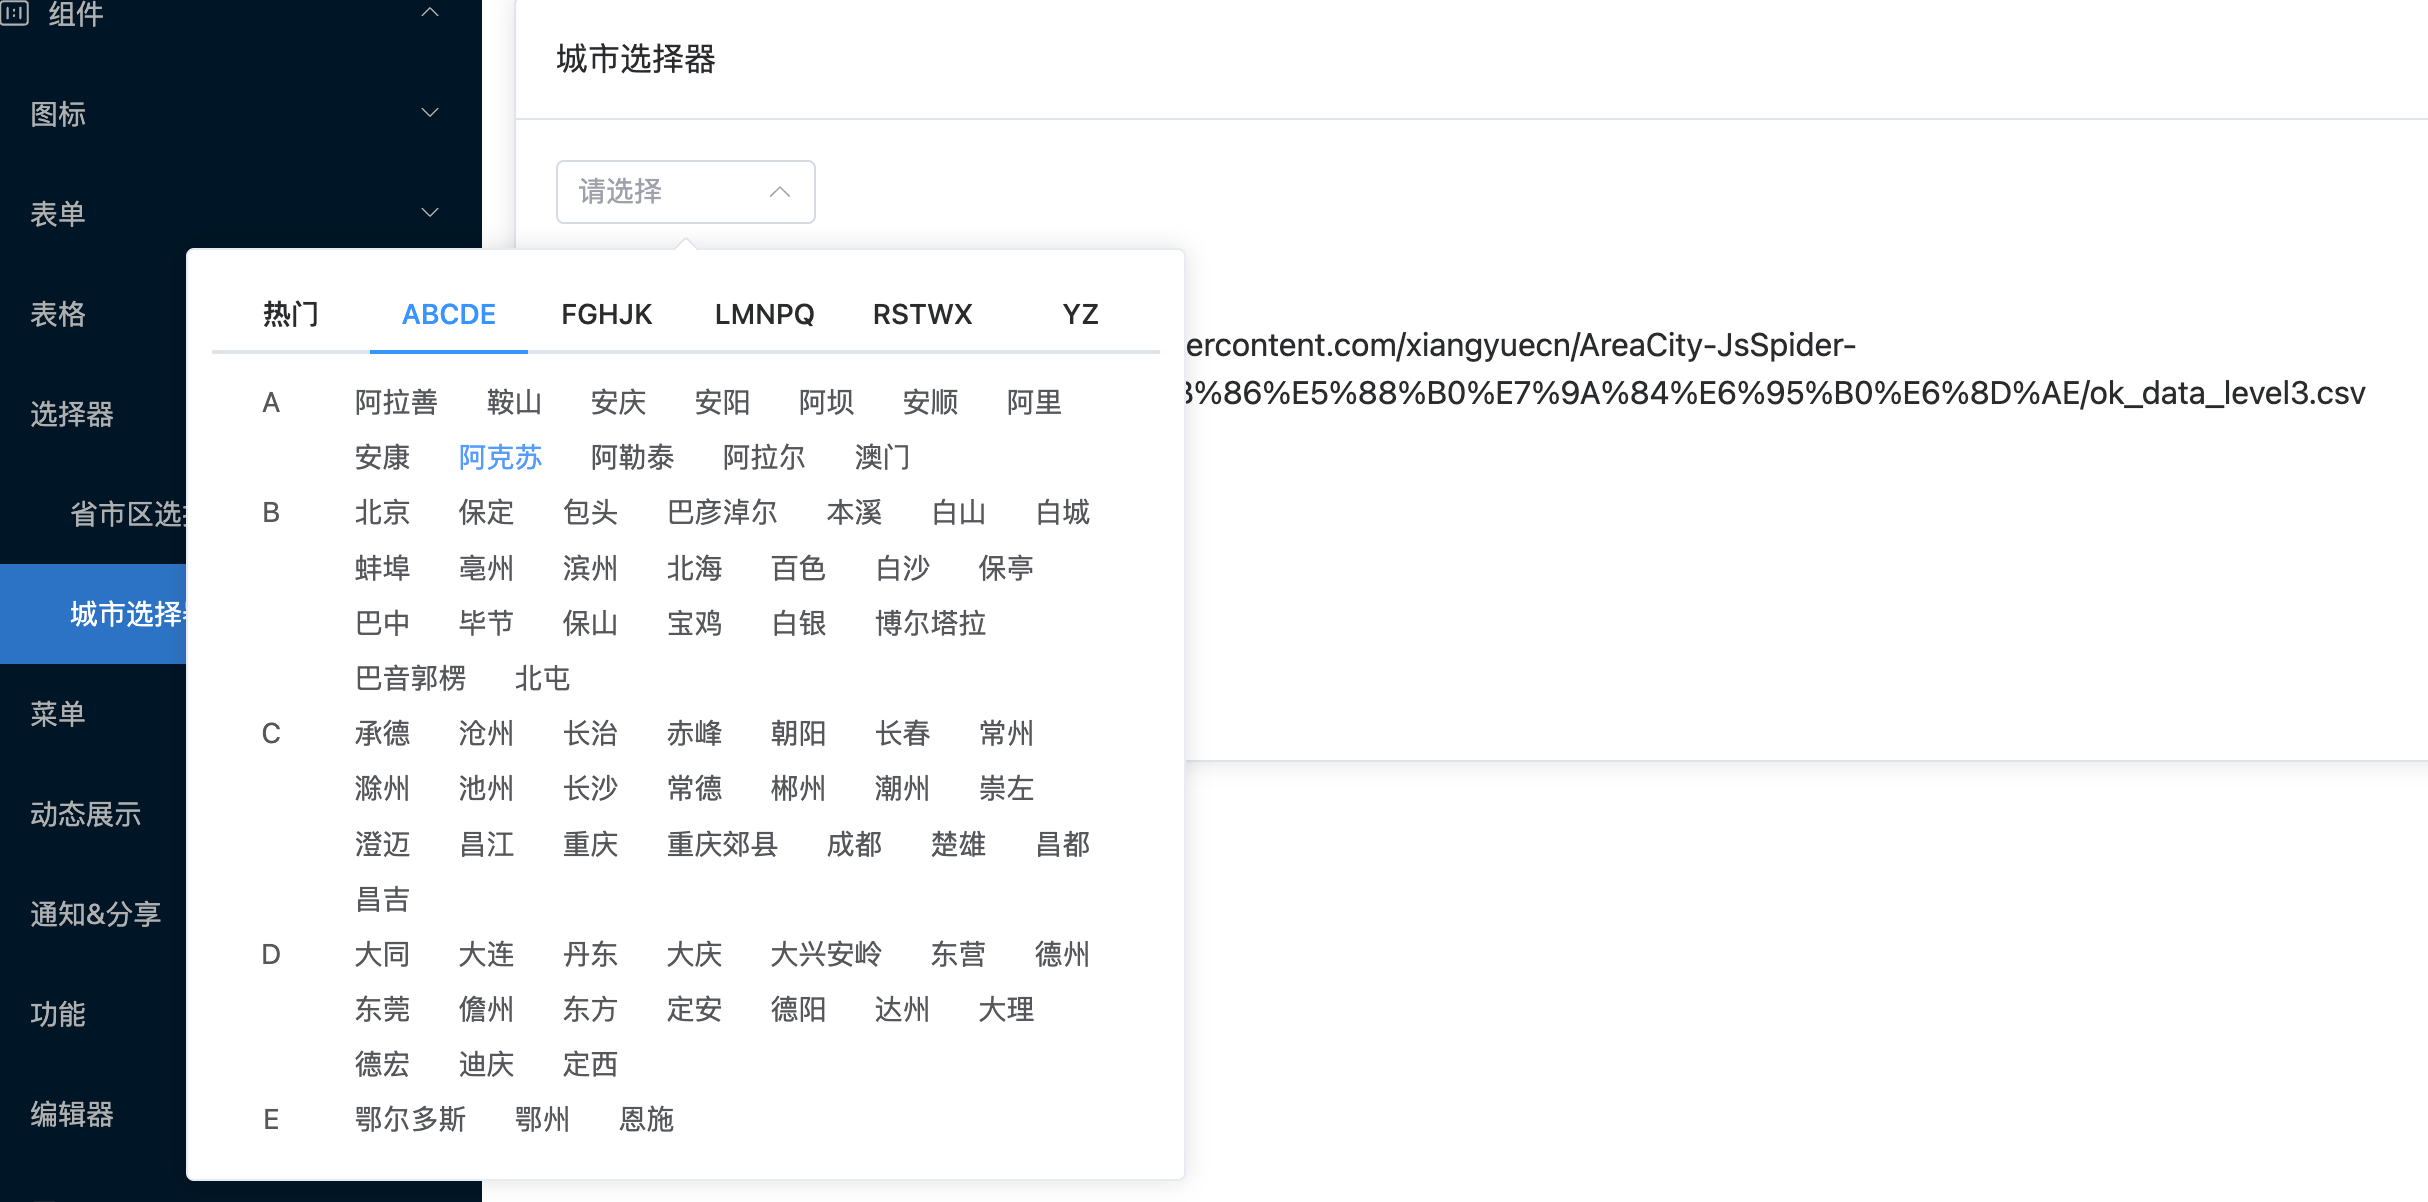 组件
图标
表单
表格
选择器
省市区选
城市选择
菜单
动态展示
通知&分享
功能
编辑器
城市选择器
请选择
热门 ABCDE FGHJK LMNPQ RSTWX YZ
A 阿拉善 鞍山 安庆 安阳 阿坝 安顺 阿里
安康 阿克苏 阿勒泰 阿拉尔 澳门
B 北京 保定 包头 巴彦淖尔 本溪 白山 白城
蚌埠 亳州 滨州 北海 百色 白沙 保亭
巴中 毕节 保山 宝鸡 白银 博尔塔拉
巴音郭楞 北屯
C 承德 沧州 长治 赤峰 朝阳 长春 常州
滁州 池州 长沙 常德 郴州 潮州 崇左
澄迈 昌江 重庆 重庆郊县 成都 楚雄 昌都
昌吉
D 大同 大连 丹东 大庆 大兴安岭 东营 德州
东莞 儋州 东方 定安 德阳 达州 大理
德宏 迪庆 定西
E 鄂尔多斯 鄂州 恩施
ercontent.com/xiangyuecn/AreaCity-JsSpider-
%86%E5%88%B0%E7%9A%84%E6%95%B0%E6%8D%AE/ok_data_level3.csv